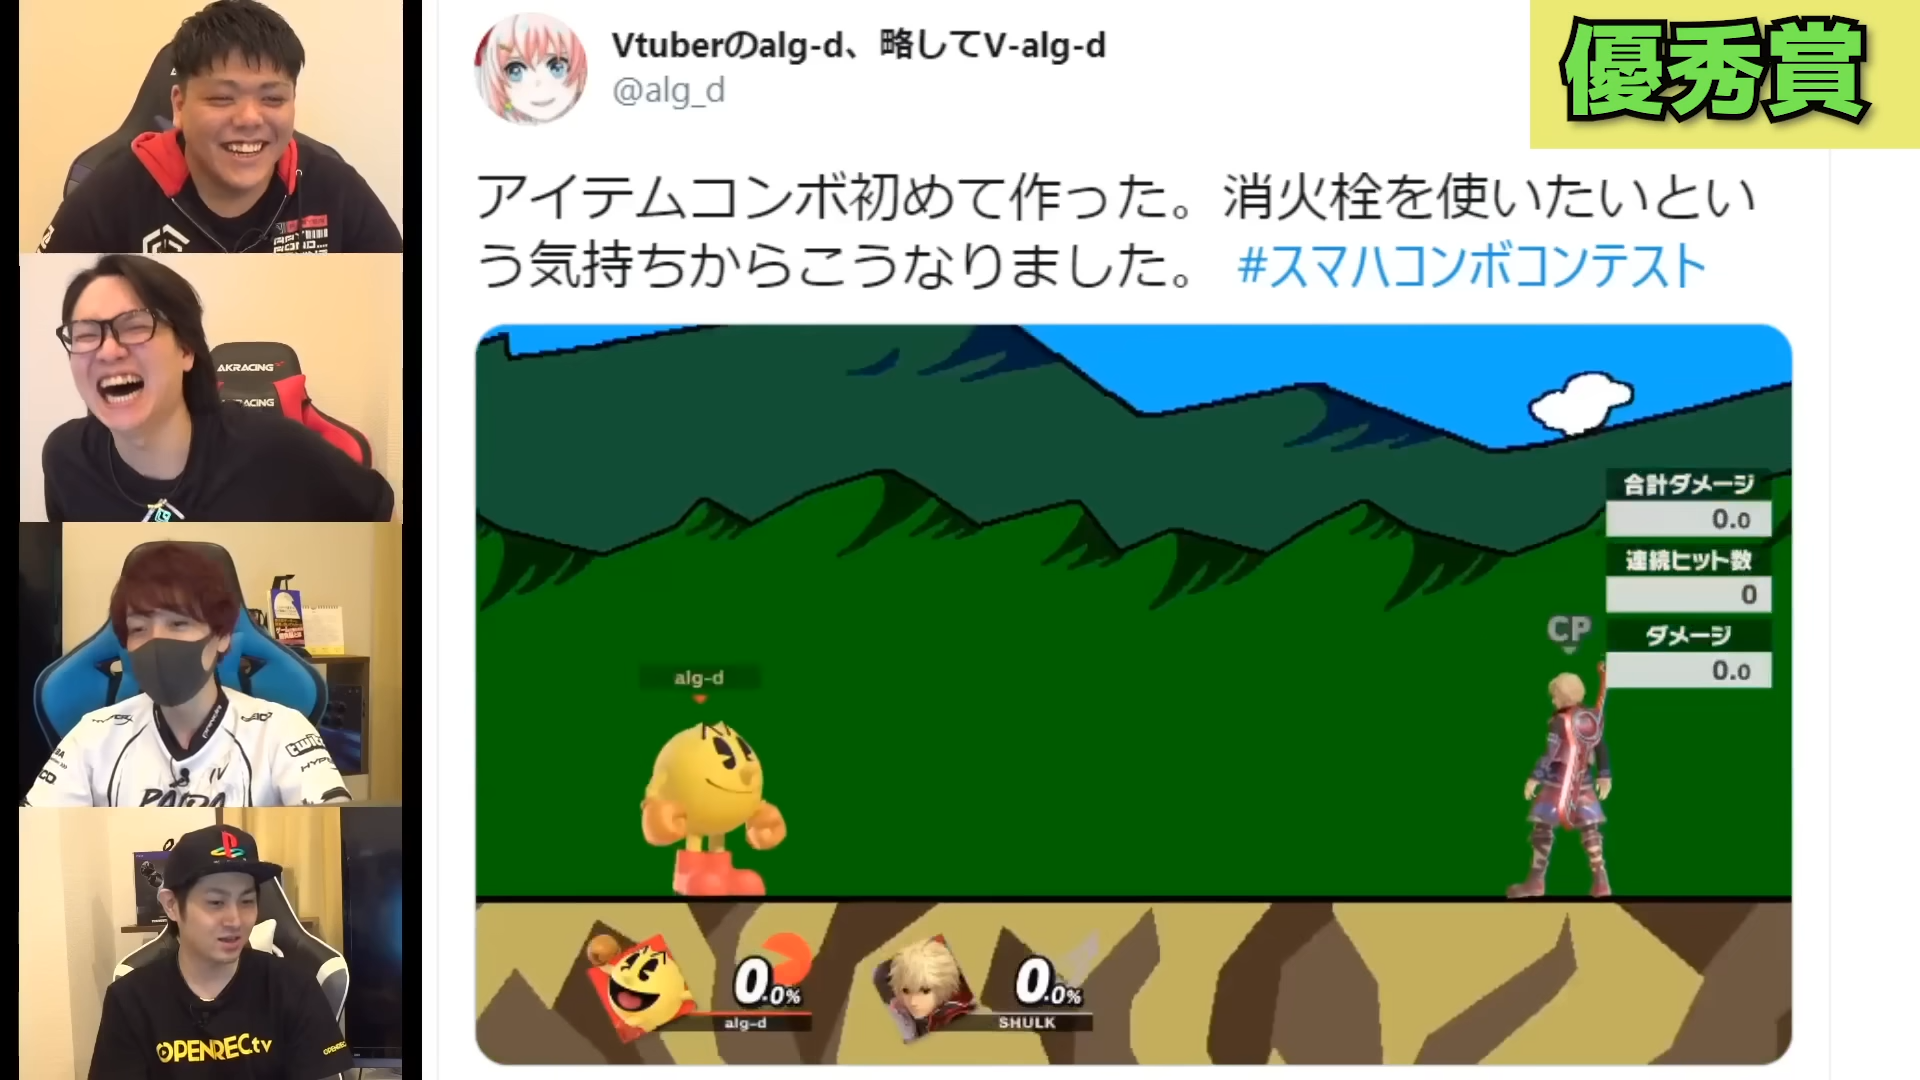 Vtuberのalg-d、略してV-alg-d
@alg_d
優秀賞
アイテムコンボ初めて作った。消火栓を使いたいとい
う気持ちからこうなりました。 #スマハコンボコンテスト
合計ダメージ
0.0
連続ヒット数
0
ダメージ
0.0
CP
alg-d
0.0%
alg-d
0.0%
SHULK
AKRACING
OPENREC.tv